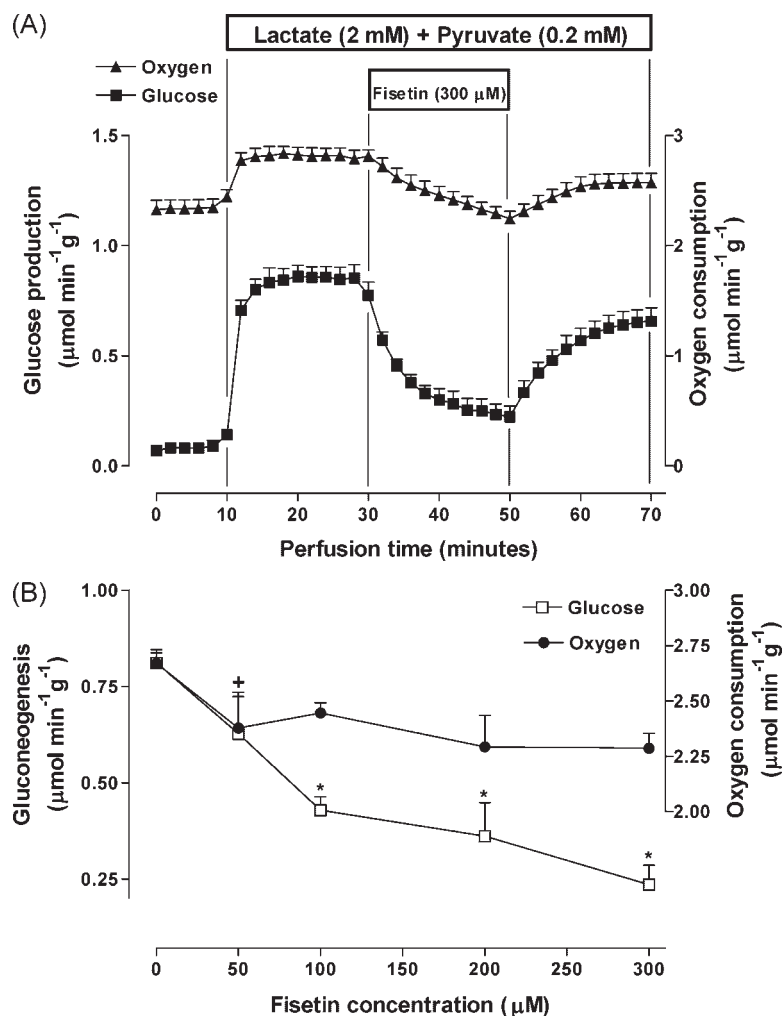 (A)
Lactate (2 mM) + Pyruvate (0.2 mM)
Oxygen
Glucose
Fisetin (300 μM)
1.5
1.0
0.5
0.0
Glucose production
(μmol min⁻¹g⁻¹)
3
2
1
0
Oxygen consumption
(μmol min⁻¹g⁻¹)
0 10 20 30 40 50 60 70
Perfusion time (minutes)
(B)
1.00
0.75
0.50
0.25
Gluconeogenesis
(μmol min⁻¹g⁻¹)
Glucose
Oxygen
+
*
*
*
3.00
2.75
2.50
2.25
2.00
Oxygen consumption
(μmol min⁻¹g⁻¹)
0 50 100 150 200 250 300
Fisetin concentration (μM)